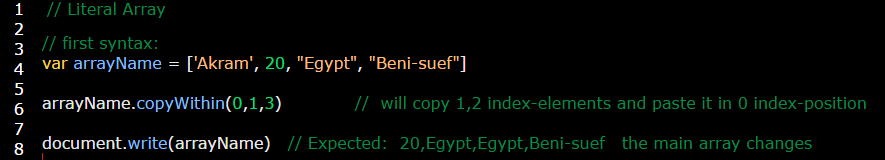 1 // Literal Array
2
3 // first syntax:
4 var arrayName = ['Akram', 20, "Egypt", "Beni-suef"]
5
6 arrayName.copyWithin(0,1,3) // will copy 1,2 index-elements and paste it in 0 index-position
7
8 document.write(arrayName) // Expected: 20,Egypt,Egypt,Beni-suef the main array changes